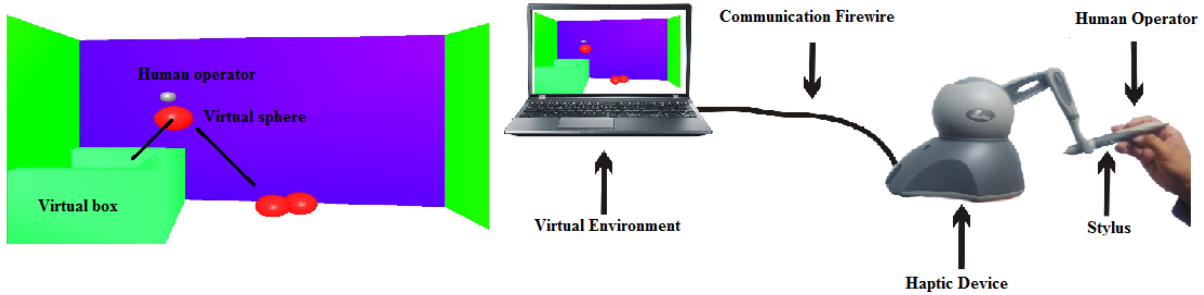 Human operator
Virtual sphere
Virtual box
Communication Firewire
Human Operator
Virtual Environment
Stylus
Haptic Device